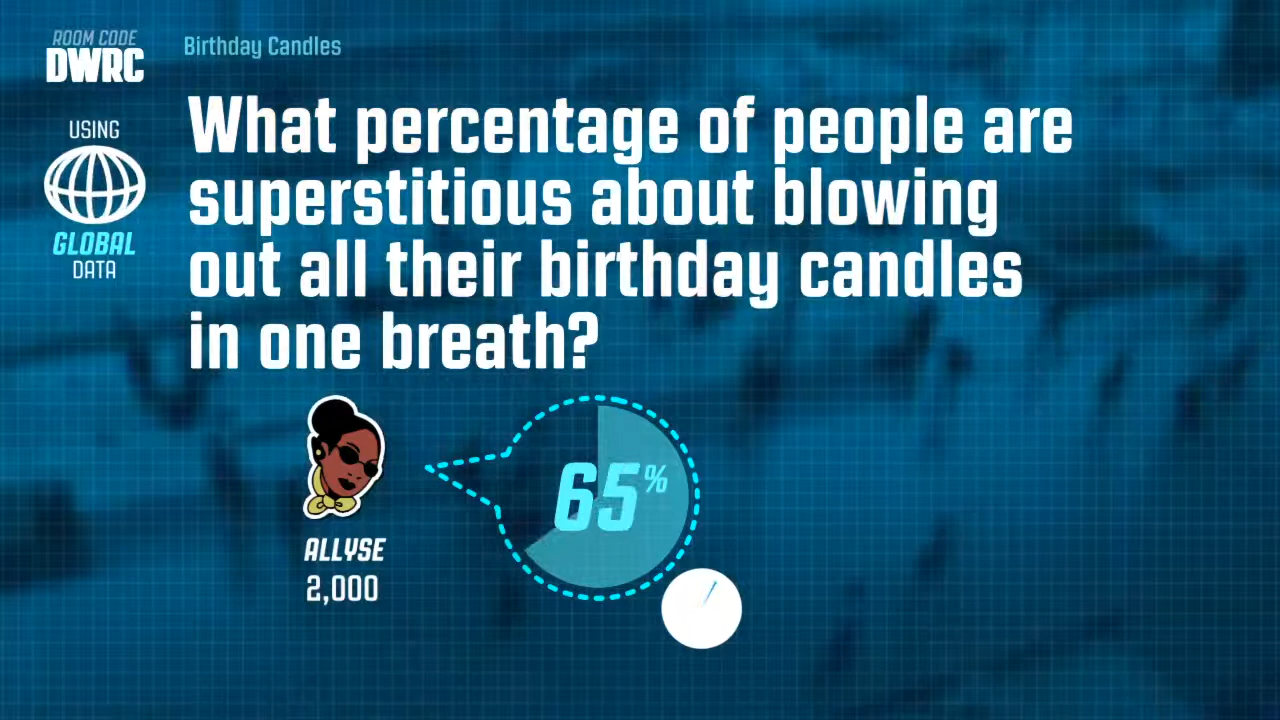 ROOM CODE
DWRC
Birthday Candles
USING
GLOBAL
DATA
What percentage of people are
superstitious about blowing
out all their birthday candles
in one breath?
65%
ALLYSE
2,000